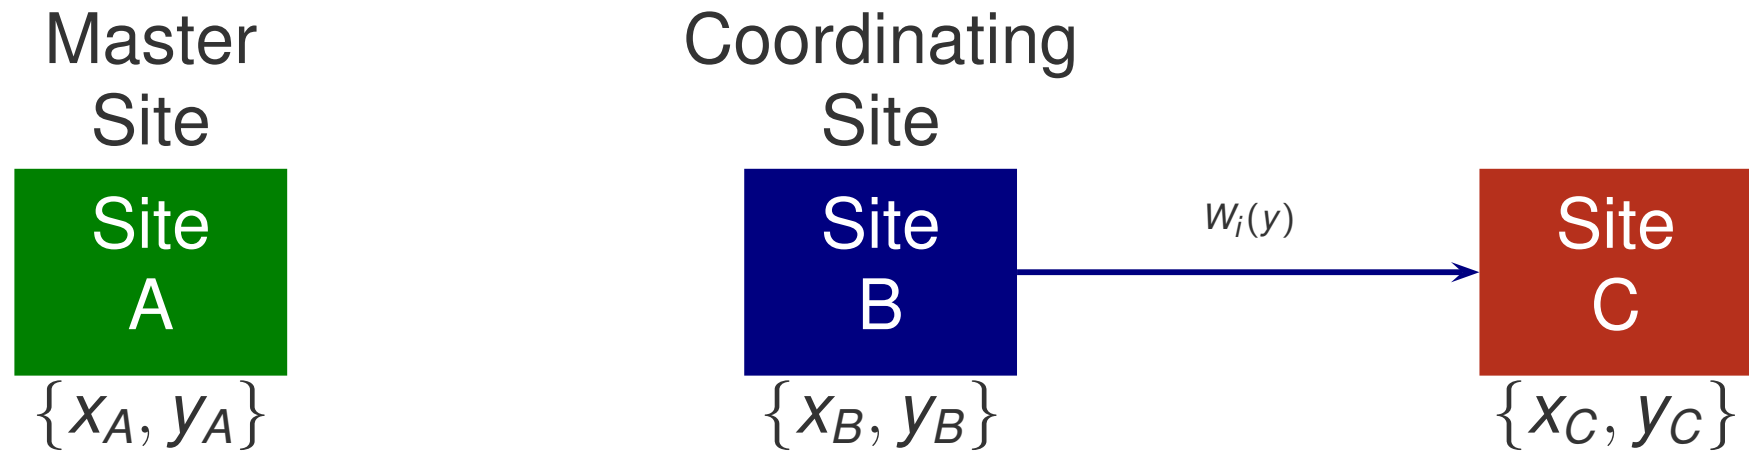 Master
Site
Site
A
{x_A, y_A}
Coordinating
Site
Site
B
{x_B, y_B}
W_i(y)
Site
C
{x_C, y_C}